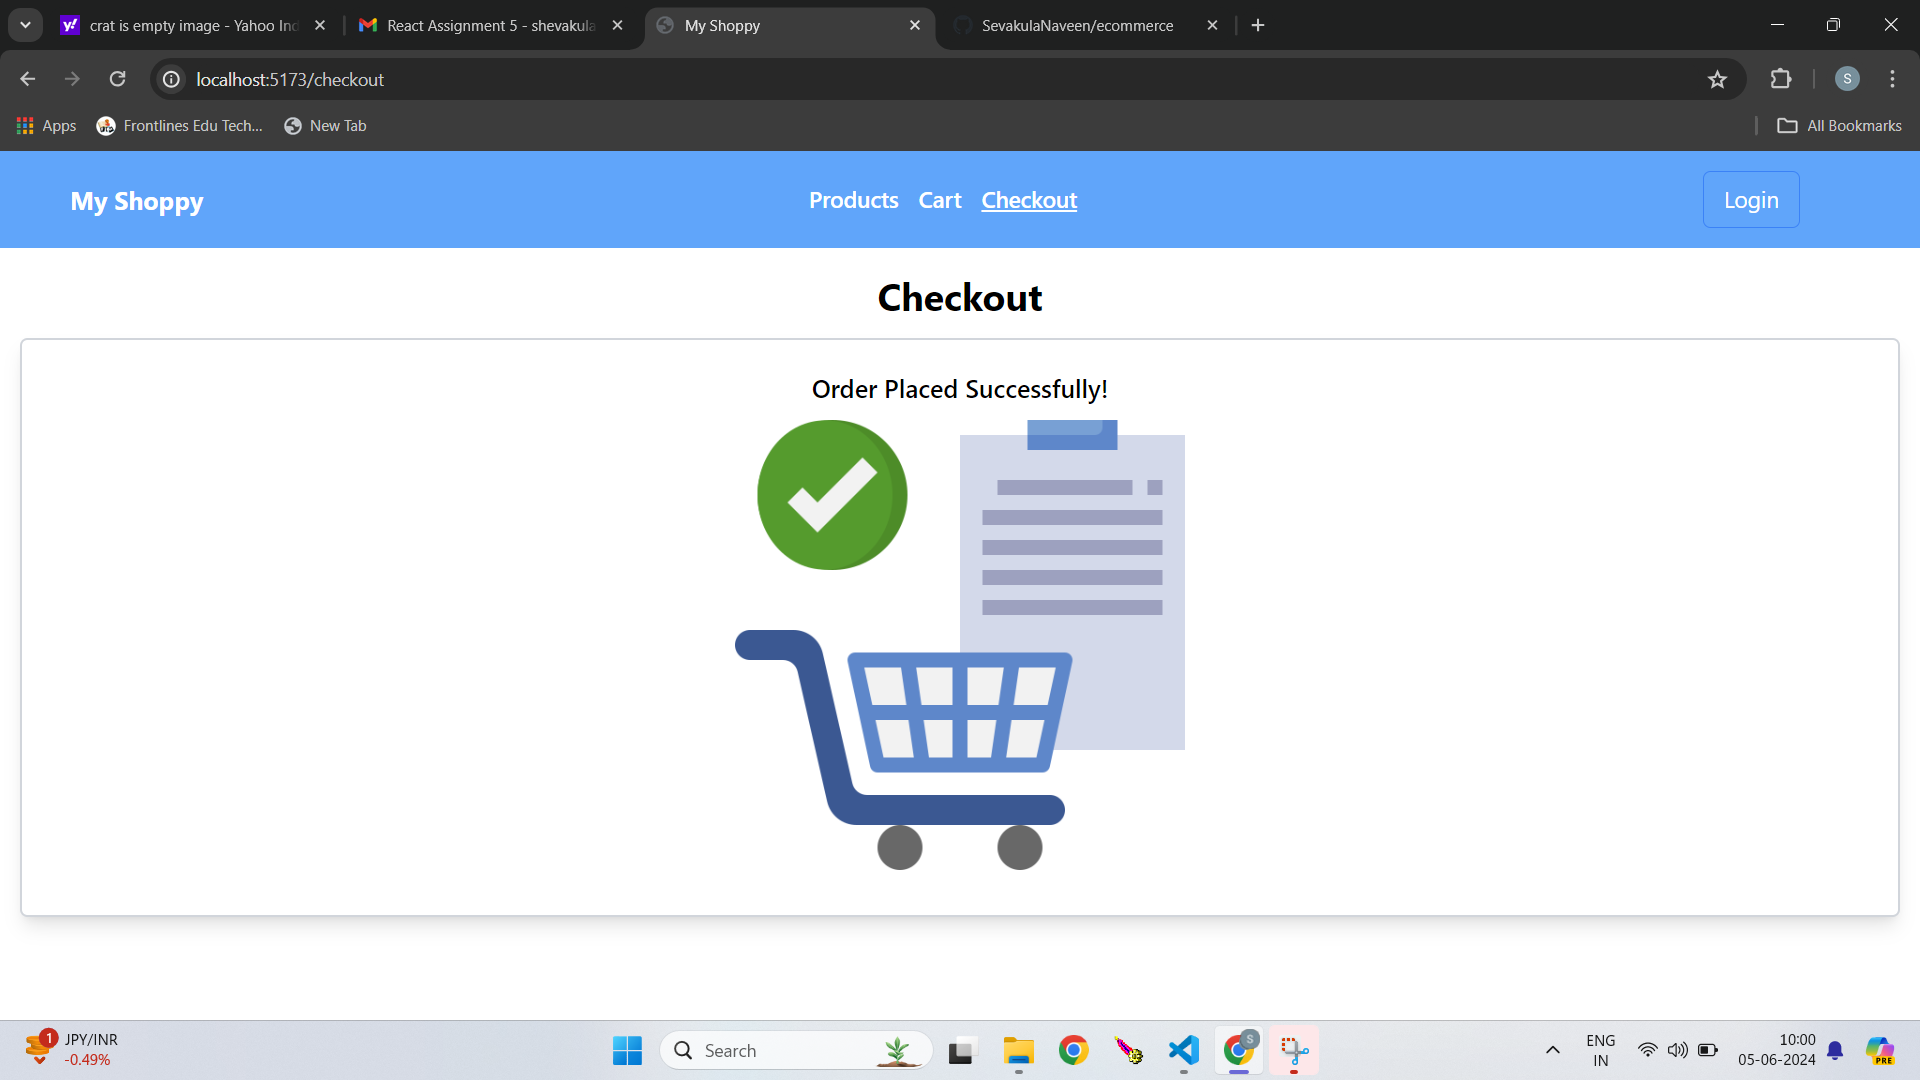 crat is empty image - Yahoo Ind
React Assignment 5 - shevakula
My Shoppy
SevakulaNaveen/ecommerce
localhost:5173/checkout
S
Apps
Frontlines Edu Tech...
New Tab
All Bookmarks
My Shoppy
Products
Cart
Checkout
Login
Checkout
Order Placed Successfully!
1
JPY/INR
-0.49%
Search
S
ENG
IN
10:00
05-06-2024
PRE